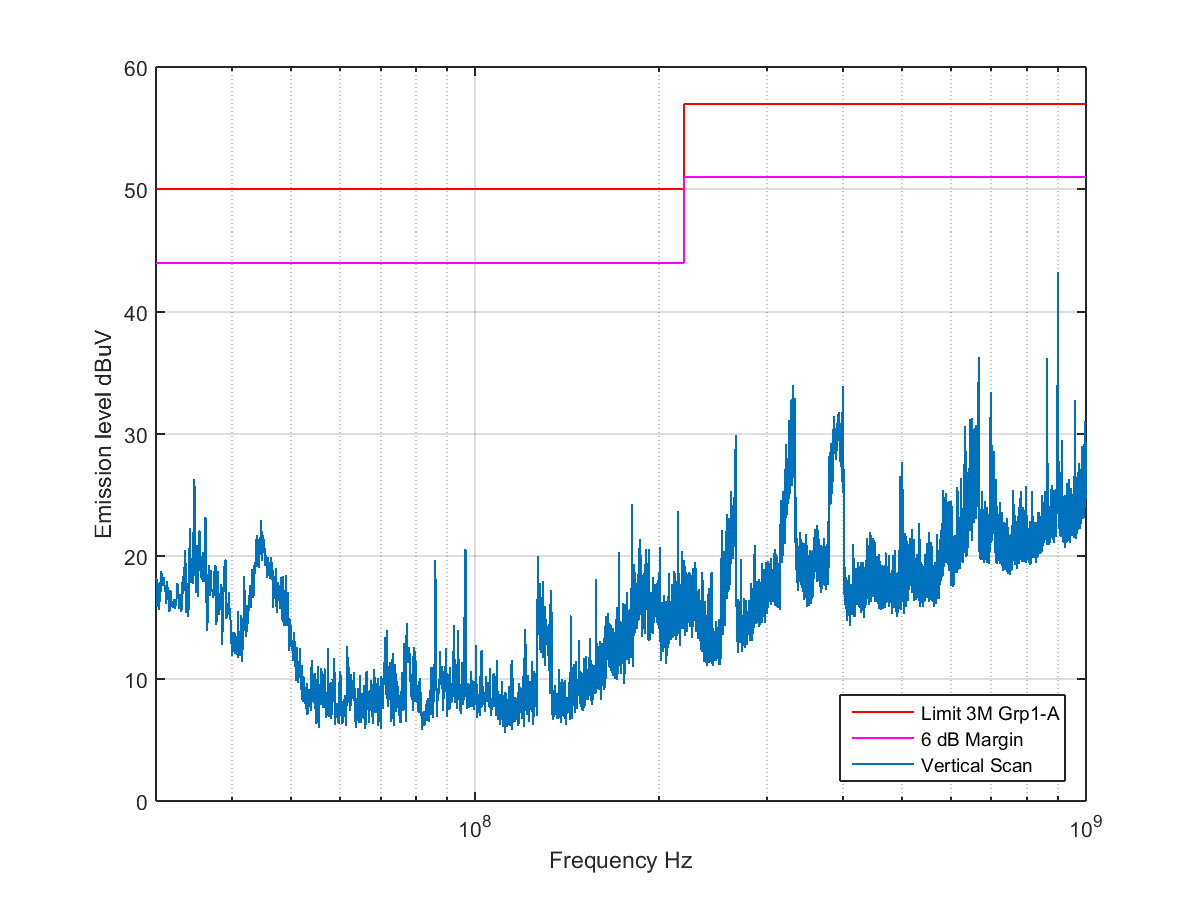 60
50
40
30
20
10
0
Emission level dBuV
Limit 3M Grp1-A
6 dB Margin
Vertical Scan
10^8
10^9
Frequency Hz